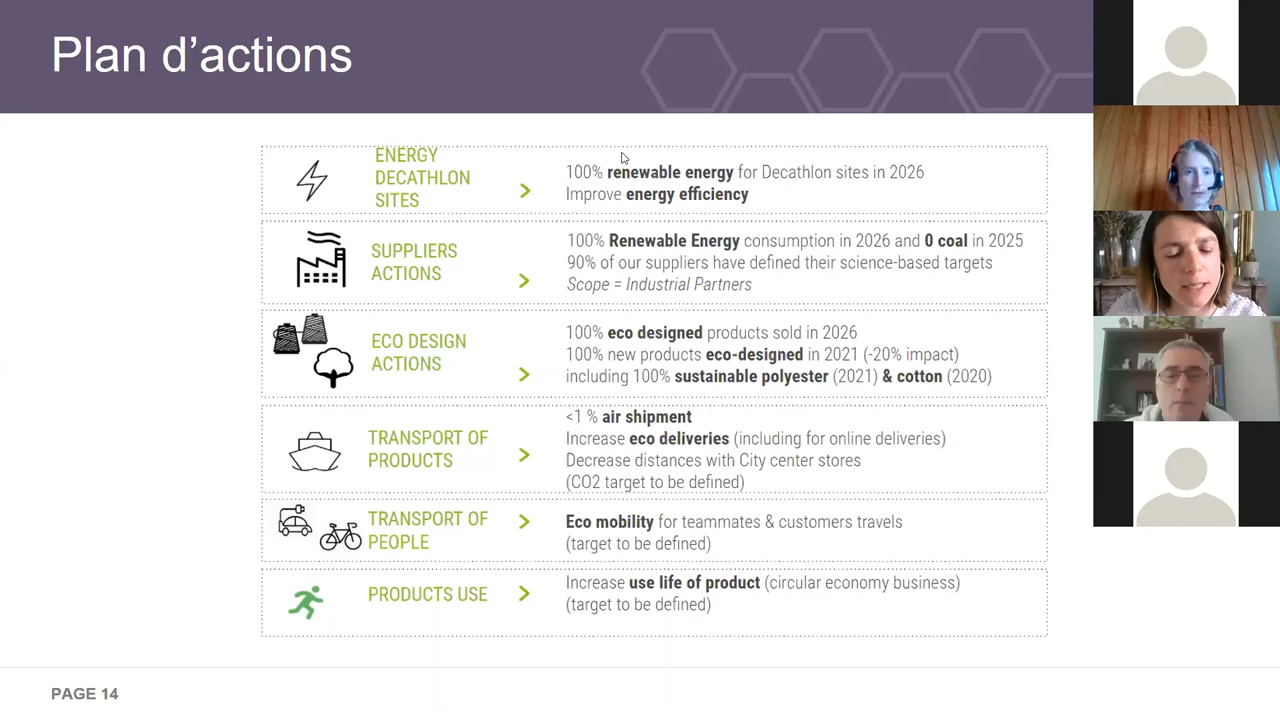 Plan d’actions
ENERGY
DECATHLON
SITES
100% renewable energy for Decathlon sites in 2026
Improve energy efficiency
SUPPLIERS
ACTIONS
100% Renewable Energy consumption in 2026 and 0 coal in 2025
90% of our suppliers have defined their science-based targets
Scope = Industrial Partners
ECO DESIGN
ACTIONS
100% eco designed products sold in 2026
100% new products eco-designed in 2021 (-20% impact)
including 100% sustainable polyester (2021) & cotton (2020)
TRANSPORT OF
PRODUCTS
<1 % air shipment
Increase eco deliveries (including for online deliveries)
Decrease distances with City center stores
(CO2 target to be defined)
TRANSPORT OF
PEOPLE
Eco mobility for teammates & customers travels
(target to be defined)
PRODUCTS USE
Increase use life of product (circular economy business)
(target to be defined)
PAGE 14